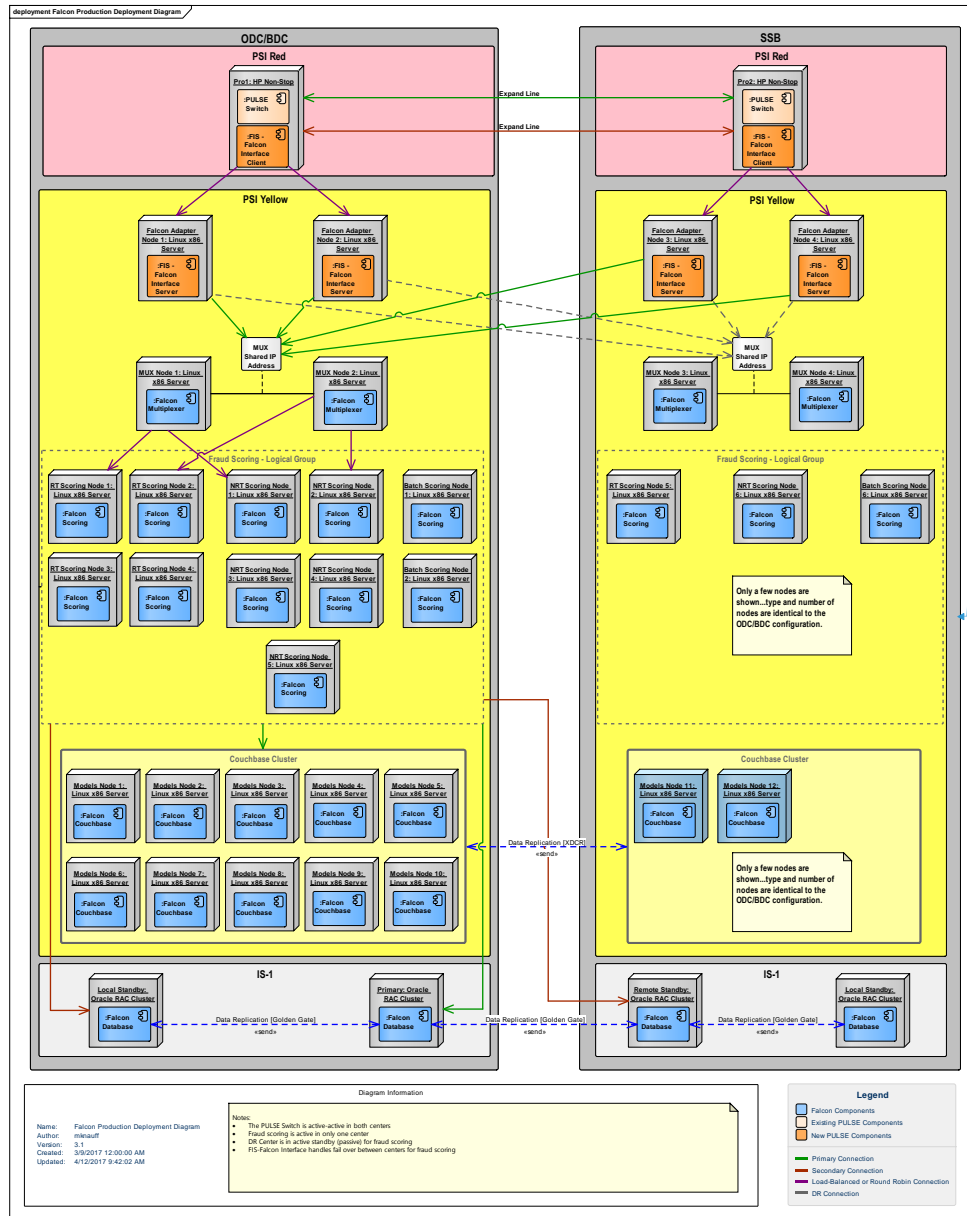 deployment Falcon Production Deployment Diagram
ODC/BDC
PSI Red
Pro1: HP Non-Stop
:PULSE
Switch
:FIS -
Falcon
Interface
Client
Expand Line
Expand Line
SSB
PSI Red
Pro2: HP Non-Stop
:PULSE
Switch
:FIS -
Falcon
Interface
Client
PSI Yellow
Falcon Adapter
Node 1: Linux x86
Server
:FIS -
Falcon
Interface
Server
Falcon Adapter
Node 2: Linux x86
Server
:FIS -
Falcon
Interface
Server
PSI Yellow
Falcon Adapter
Node 3: Linux x86
Server
:FIS -
Falcon
Interface
Server
Falcon Adapter
Node 4: Linux x86
Server
:FIS -
Falcon
Interface
Server
MUX
Shared IP
Address
MUX
Shared IP
Address
MUX Node 1: Linux
x86 Server
:Falcon
Multiplexer
MUX Node 2: Linux
x86 Server
:Falcon
Multiplexer
MUX Node 3: Linux
x86 Server
:Falcon
Multiplexer
MUX Node 4: Linux
x86 Server
:Falcon
Multiplexer
Fraud Scoring - Logical Group
RT Scoring Node 1:
Linux x86 Server
:Falcon
Scoring
RT Scoring Node 2:
Linux x86 Server
:Falcon
Scoring
NRT Scoring Node
1: Linux x86 Server
:Falcon
Scoring
NRT Scoring Node
2: Linux x86 Server
:Falcon
Scoring
Batch Scoring Node
1: Linux x86 Server
:Falcon
Scoring
RT Scoring Node 3:
Linux x86 Server
:Falcon
Scoring
RT Scoring Node 4:
Linux x86 Server
:Falcon
Scoring
NRT Scoring Node
3: Linux x86 Server
:Falcon
Scoring
NRT Scoring Node
4: Linux x86 Server
:Falcon
Scoring
Batch Scoring Node
2: Linux x86 Server
:Falcon
Scoring
NRT Scoring Node
5: Linux x86 Server
:Falcon
Scoring
Fraud Scoring - Logical Group
RT Scoring Node 5:
Linux x86 Server
:Falcon
Scoring
NRT Scoring Node
6: Linux x86 Server
:Falcon
Scoring
Batch Scoring Node
6: Linux x86 Server
:Falcon
Scoring
Only a few nodes are
shown...type and number of
nodes are identical to the
ODC/BDC configuration.
Couchbase Cluster
Models Node 1:
Linux x86 Server
:Falcon
Couchbase
Models Node 2:
Linux x86 Server
:Falcon
Couchbase
Models Node 3:
Linux x86 Server
:Falcon
Couchbase
Models Node 4:
Linux x86 Server
:Falcon
Couchbase
Models Node 5:
Linux x86 Server
:Falcon
Couchbase
Models Node 6:
Linux x86 Server
:Falcon
Couchbase
Models Node 7:
Linux x86 Server
:Falcon
Couchbase
Models Node 8:
Linux x86 Server
:Falcon
Couchbase
Models Node 9:
Linux x86 Server
:Falcon
Couchbase
Models Node 10:
Linux x86 Server
:Falcon
Couchbase
Data Replication [XDCR]
«send»
Couchbase Cluster
Models Node 11:
Linux x86 Server
:Falcon
Couchbase
Models Node 12:
Linux x86 Server
:Falcon
Couchbase
Only a few nodes are
shown...type and number of
nodes are identical to the
ODC/BDC configuration.
IS-1
Local Standby:
Oracle RAC Cluster
:Falcon
Database
Data Replication [Golden Gate]
«send»
Primary: Oracle
RAC Cluster
:Falcon
Database
Data Replication [Golden Gate]
«send»
IS-1
Remote Standby:
Oracle RAC Cluster
:Falcon
Database
Data Replication [Golden Gate]
«send»
Local Standby:
Oracle RAC Cluster
:Falcon
Database
Diagram Information
Name: Falcon Production Deployment Diagram
Author: mknauff
Version: 3.1
Created: 3/9/2017 12:00:00 AM
Updated: 4/12/2017 9:42:02 AM
Notes:
• The PULSE Switch is active-active in both centers
• Fraud scoring is active in only one center
• DR Center is in active standby (passive) for fraud scoring
• FIS-Falcon Interface handles fail over between centers for fraud scoring
Legend
Falcon Components
Existing PULSE Components
New PULSE Components
Primary Connection
Secondary Connection
Load-Balanced or Round Robin Connection
DR Connection